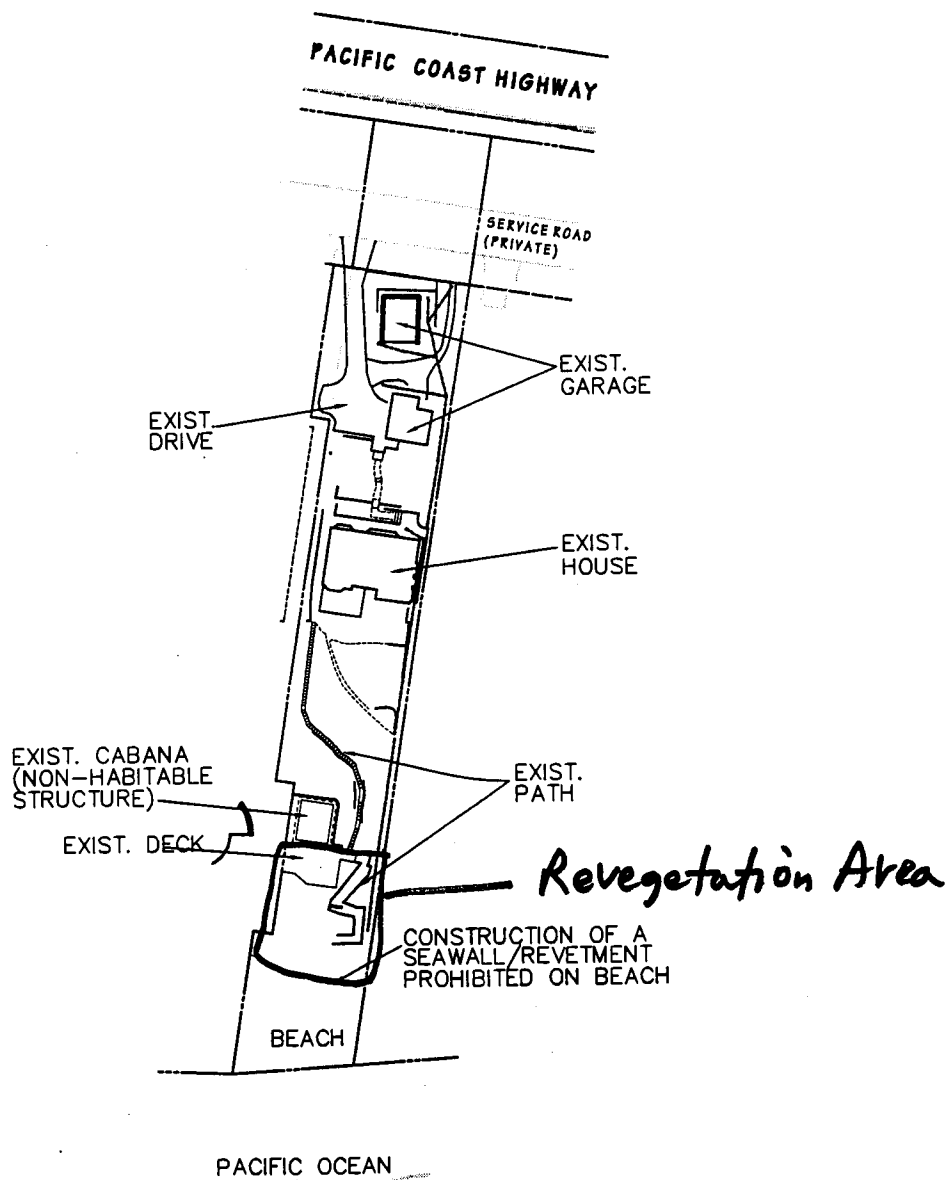 PACIFIC COAST HIGHWAY
SERVICE ROAD
(PRIVATE)
EXIST.
GARAGE
EXIST.
DRIVE
EXIST.
HOUSE
EXIST. CABANA
(NON-HABITABLE
STRUCTURE)
EXIST.
PATH
EXIST. DECK
Revegetation Area
CONSTRUCTION OF A
SEAWALL/REVETMENT
PROHIBITED ON BEACH
BEACH
PACIFIC OCEAN